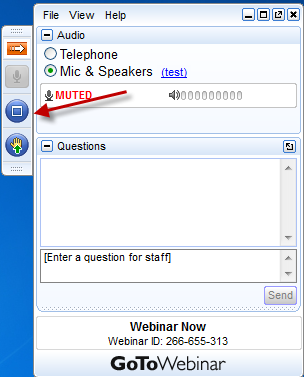 File View Help
Audio
Telephone
Mic & Speakers (test)
MUTED 000000000
Questions
[Enter a question for staff]
Send
Webinar Now
Webinar ID: 266-655-313
GoToWebinar